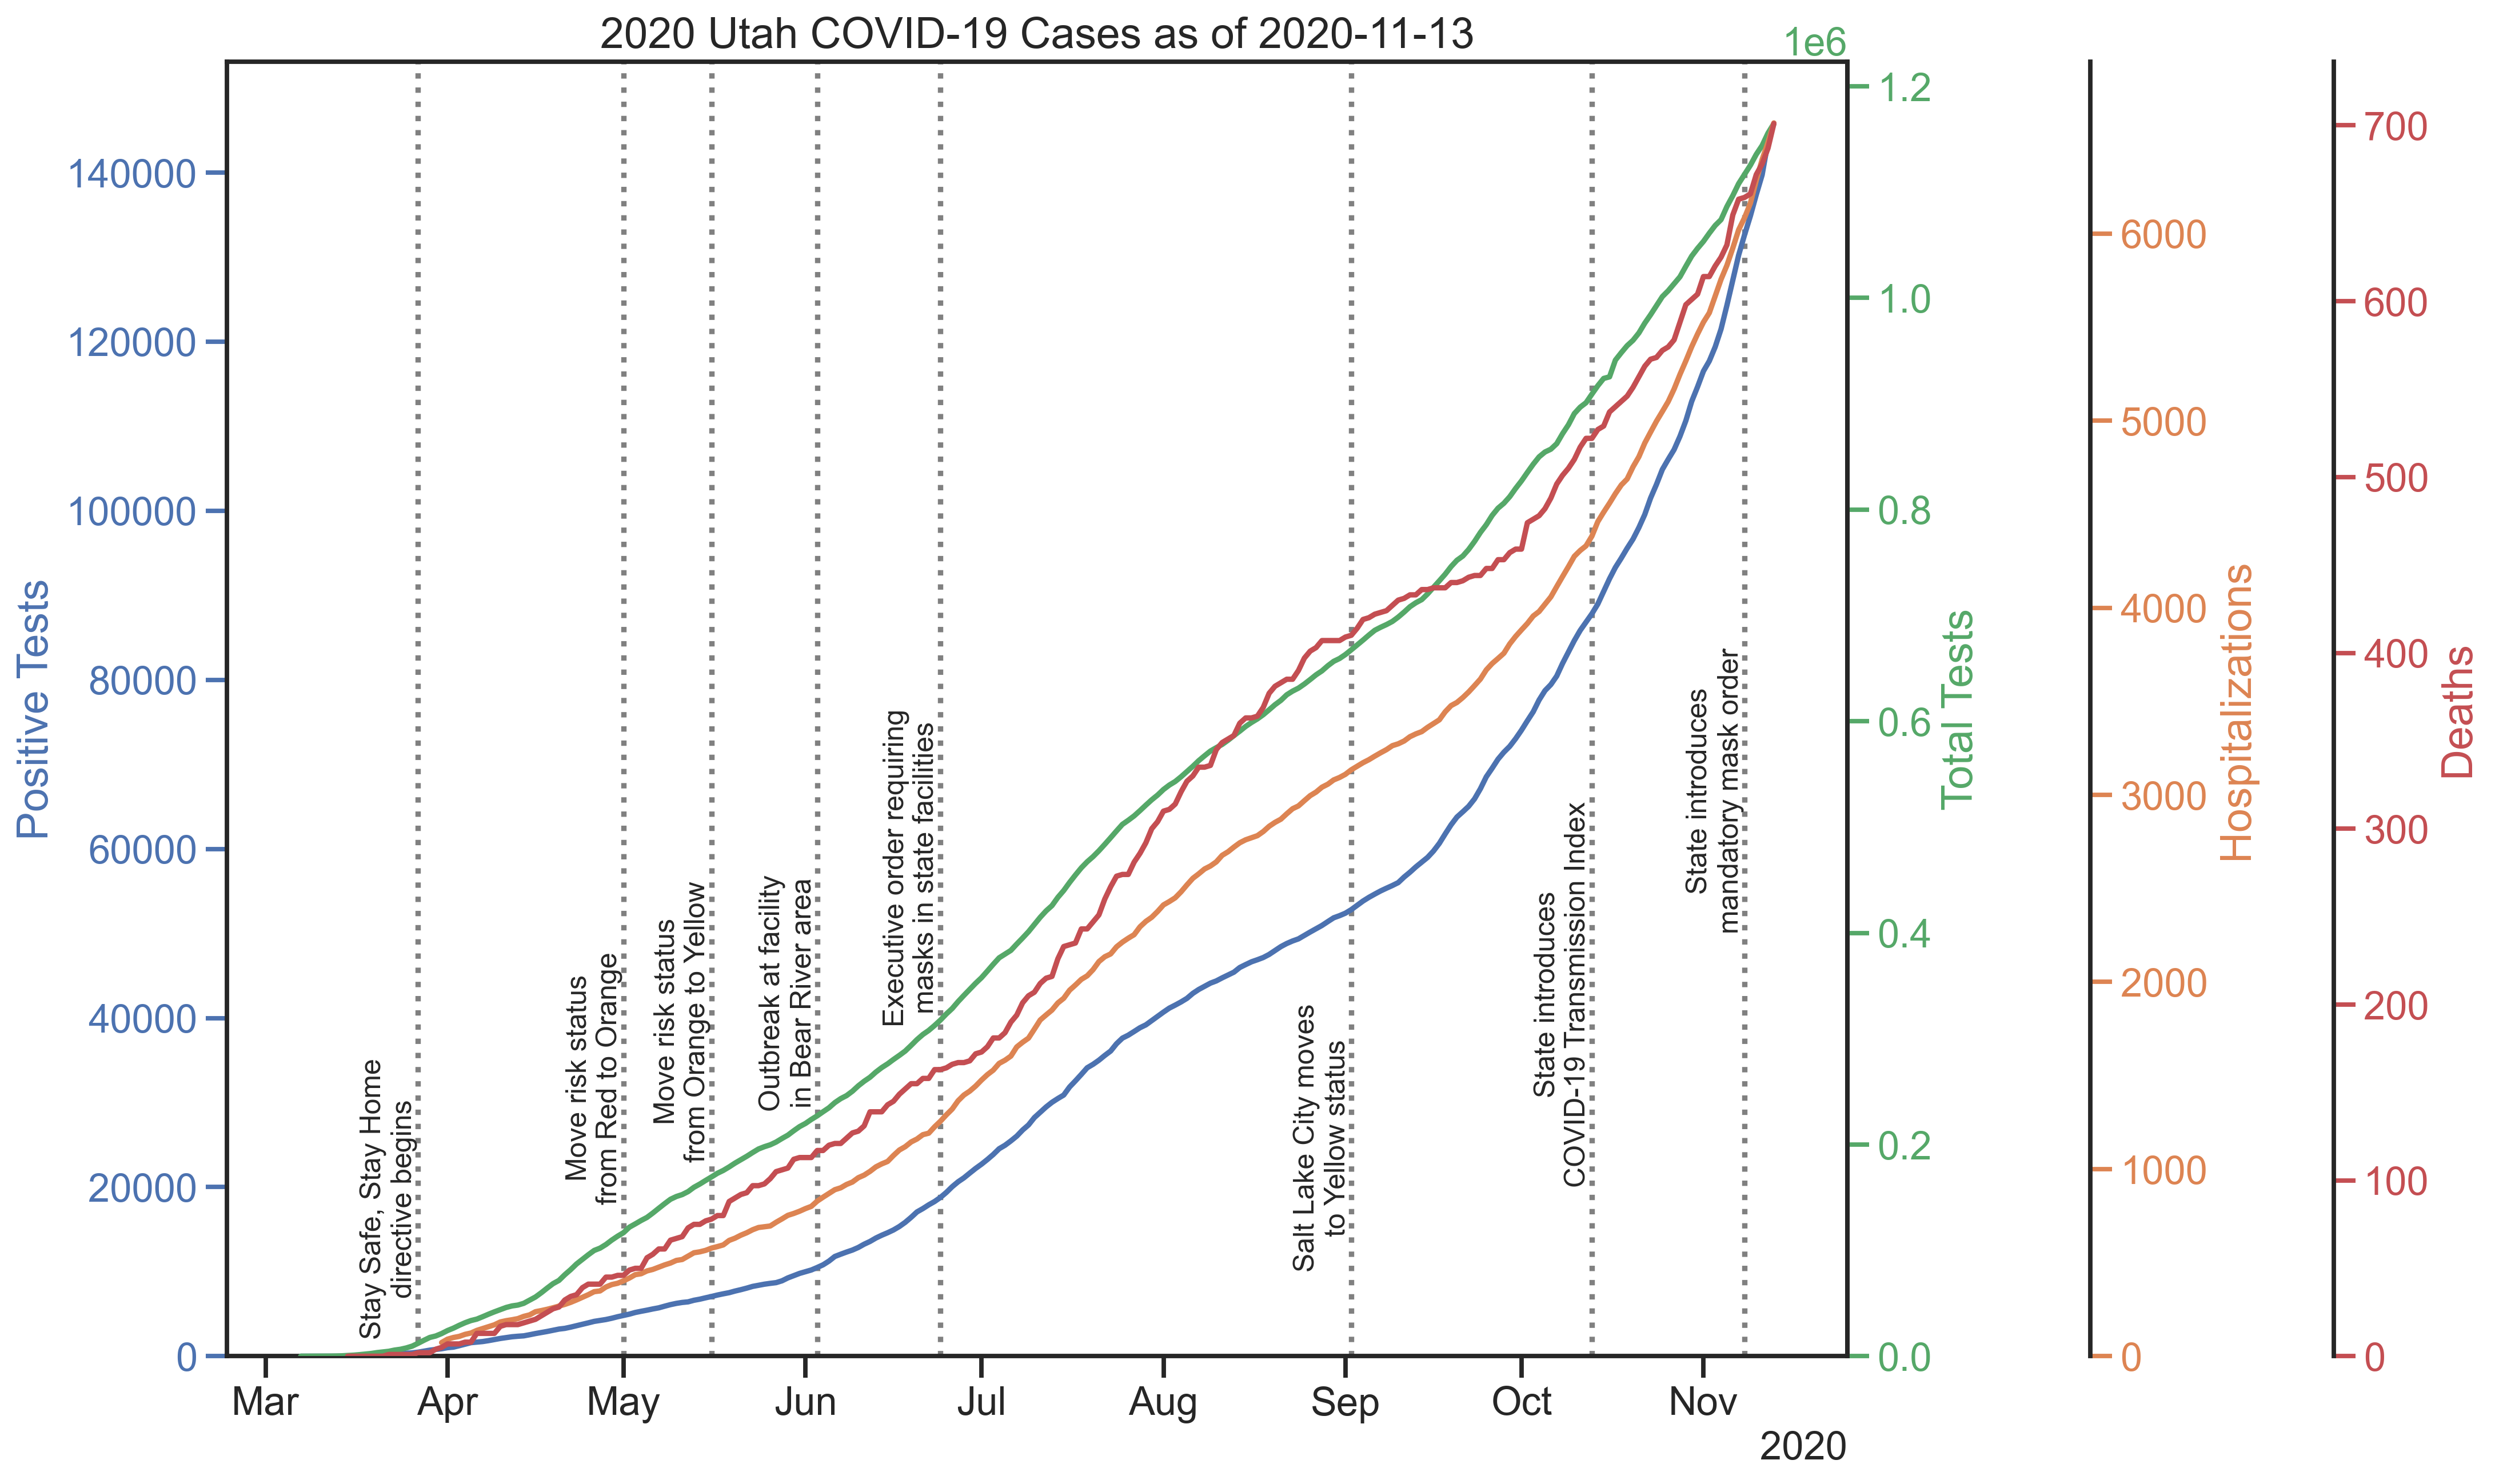 2020 Utah COVID-19 Cases as of 2020-11-13
1e6
Positive Tests
140000
120000
100000
80000
60000
40000
20000
0
Stay Safe, Stay Home
directive begins
Move risk status
from Red to Orange
Move risk status
from Orange to Yellow
Outbreak at facility
in Bear River area
Executive order requiring
masks in state facilities
Salt Lake City moves
to Yellow status
State introduces
COVID-19 Transmission Index
State introduces
mandatory mask order
1.2
1.0
0.8
0.6
0.4
0.2
0.0
Total Tests
6000
5000
4000
3000
2000
1000
0
Hospitalizations
700
600
500
400
300
200
100
0
Deaths
Mar
Apr
May
Jun
Jul
Aug
Sep
Oct
Nov
2020